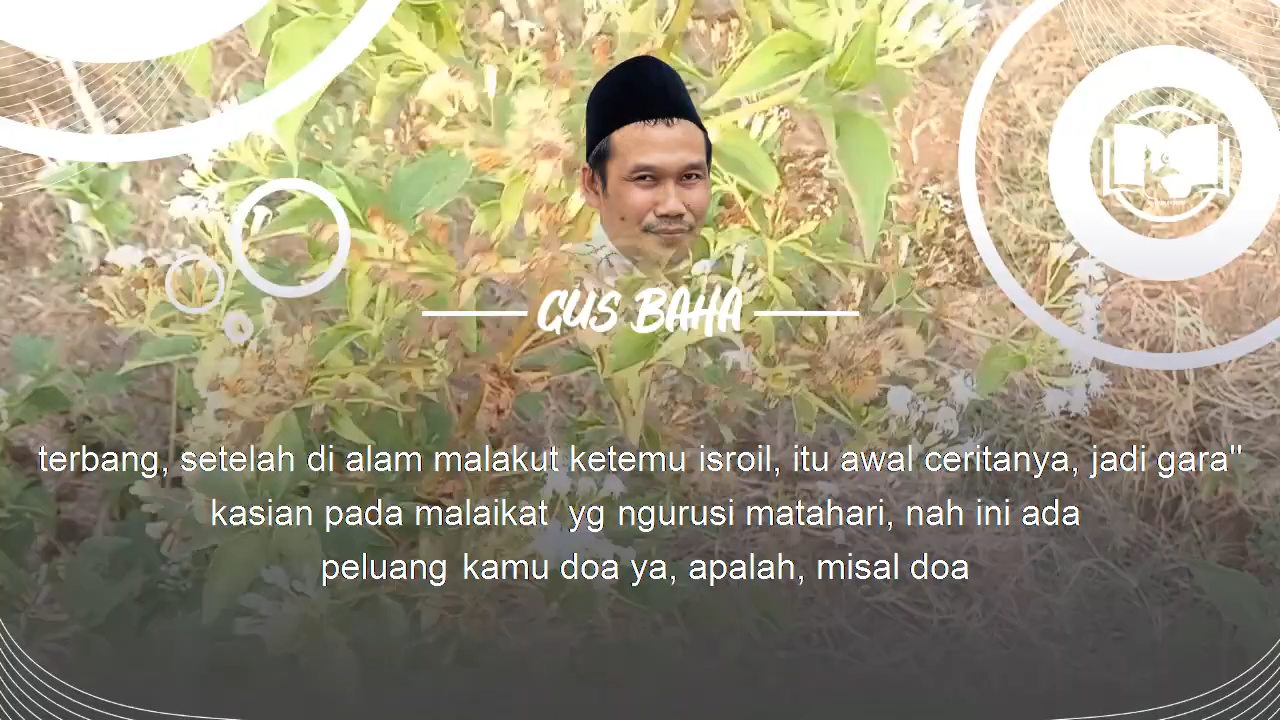 GUS BAHA
terbang, setelah di alam malakut ketemu isroil, itu awal ceritanya, jadi gara"
kasian pada malaikat yg ngurusi matahari, nah ini ada
peluang kamu doa ya, apalah, misal doa